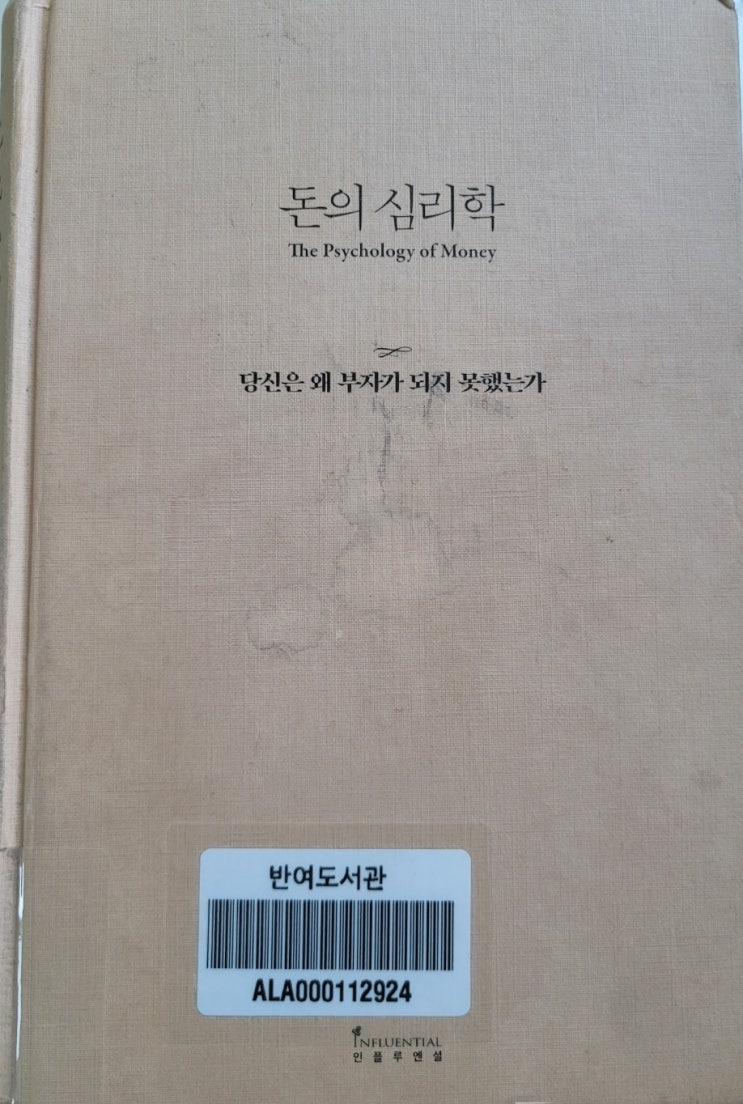 돈의 심리학
The Psychology of Money
당신은 왜 부자가 되지 못했는가
반여도서관
ALA000112924
INFLUENTIAL
인플루엔셜